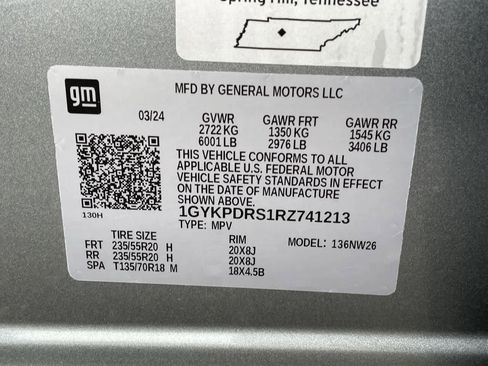 Spring Hill, Tennessee
gm
MFD BY GENERAL MOTORS LLC
03/24 GVWR GAWR FRT GAWR RR
2722 KG 1350 KG 1545 KG
6001 LB 2976 LB 3406 LB
THIS VEHICLE CONFORMS TO ALL
APPLICABLE U.S. FEDERAL MOTOR
VEHICLE SAFETY STANDARDS IN EFFECT
ON THE DATE OF MANUFACTURE
SHOWN ABOVE.
130H
1GYKPDRS1RZ741213
TYPE: MPV
TIRE SIZE RIM MODEL: 136NW26
FRT 235/55R20 H 20X8J
RR 235/55R20 H 20X8J
SPA T135/70R18 M 18X4.5B